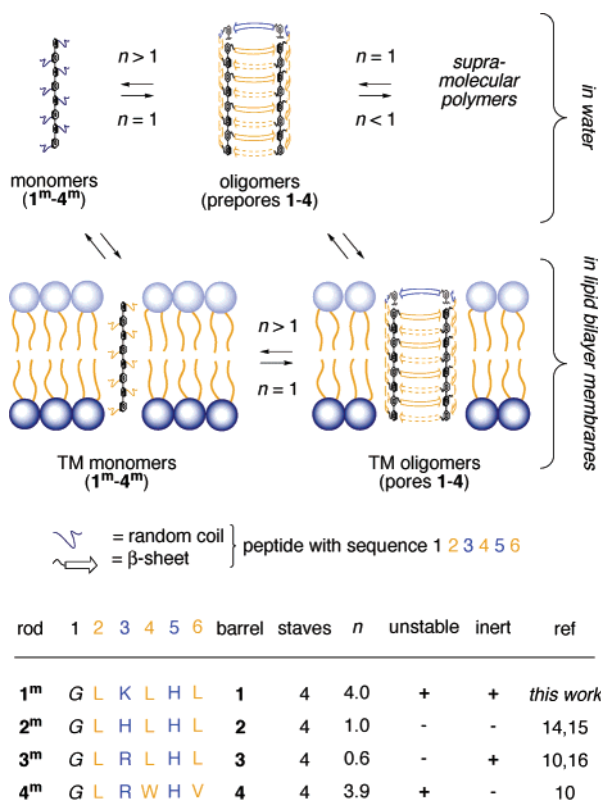 n > 1
n = 1
n = 1
n < 1
supra-
molecular
polymers
in water
monomers
(1ᵐ-4ᵐ)
oligomers
(prepores 1-4)
in lipid bilayer membranes
n > 1
n = 1
TM monomers
(1ᵐ-4ᵐ)
TM oligomers
(pores 1-4)
= random coil
= β-sheet
peptide with sequence 1 2 3 4 5 6
rod 1 2 3 4 5 6 barrel staves n unstable inert ref
1ᵐ G L K L H L 1 4 4.0 + + this work
2ᵐ G L H L H L 2 4 1.0 - - 14,15
3ᵐ G L R L H L 3 4 0.6 - + 10,16
4ᵐ G L R W H V 4 4 3.9 + - 10